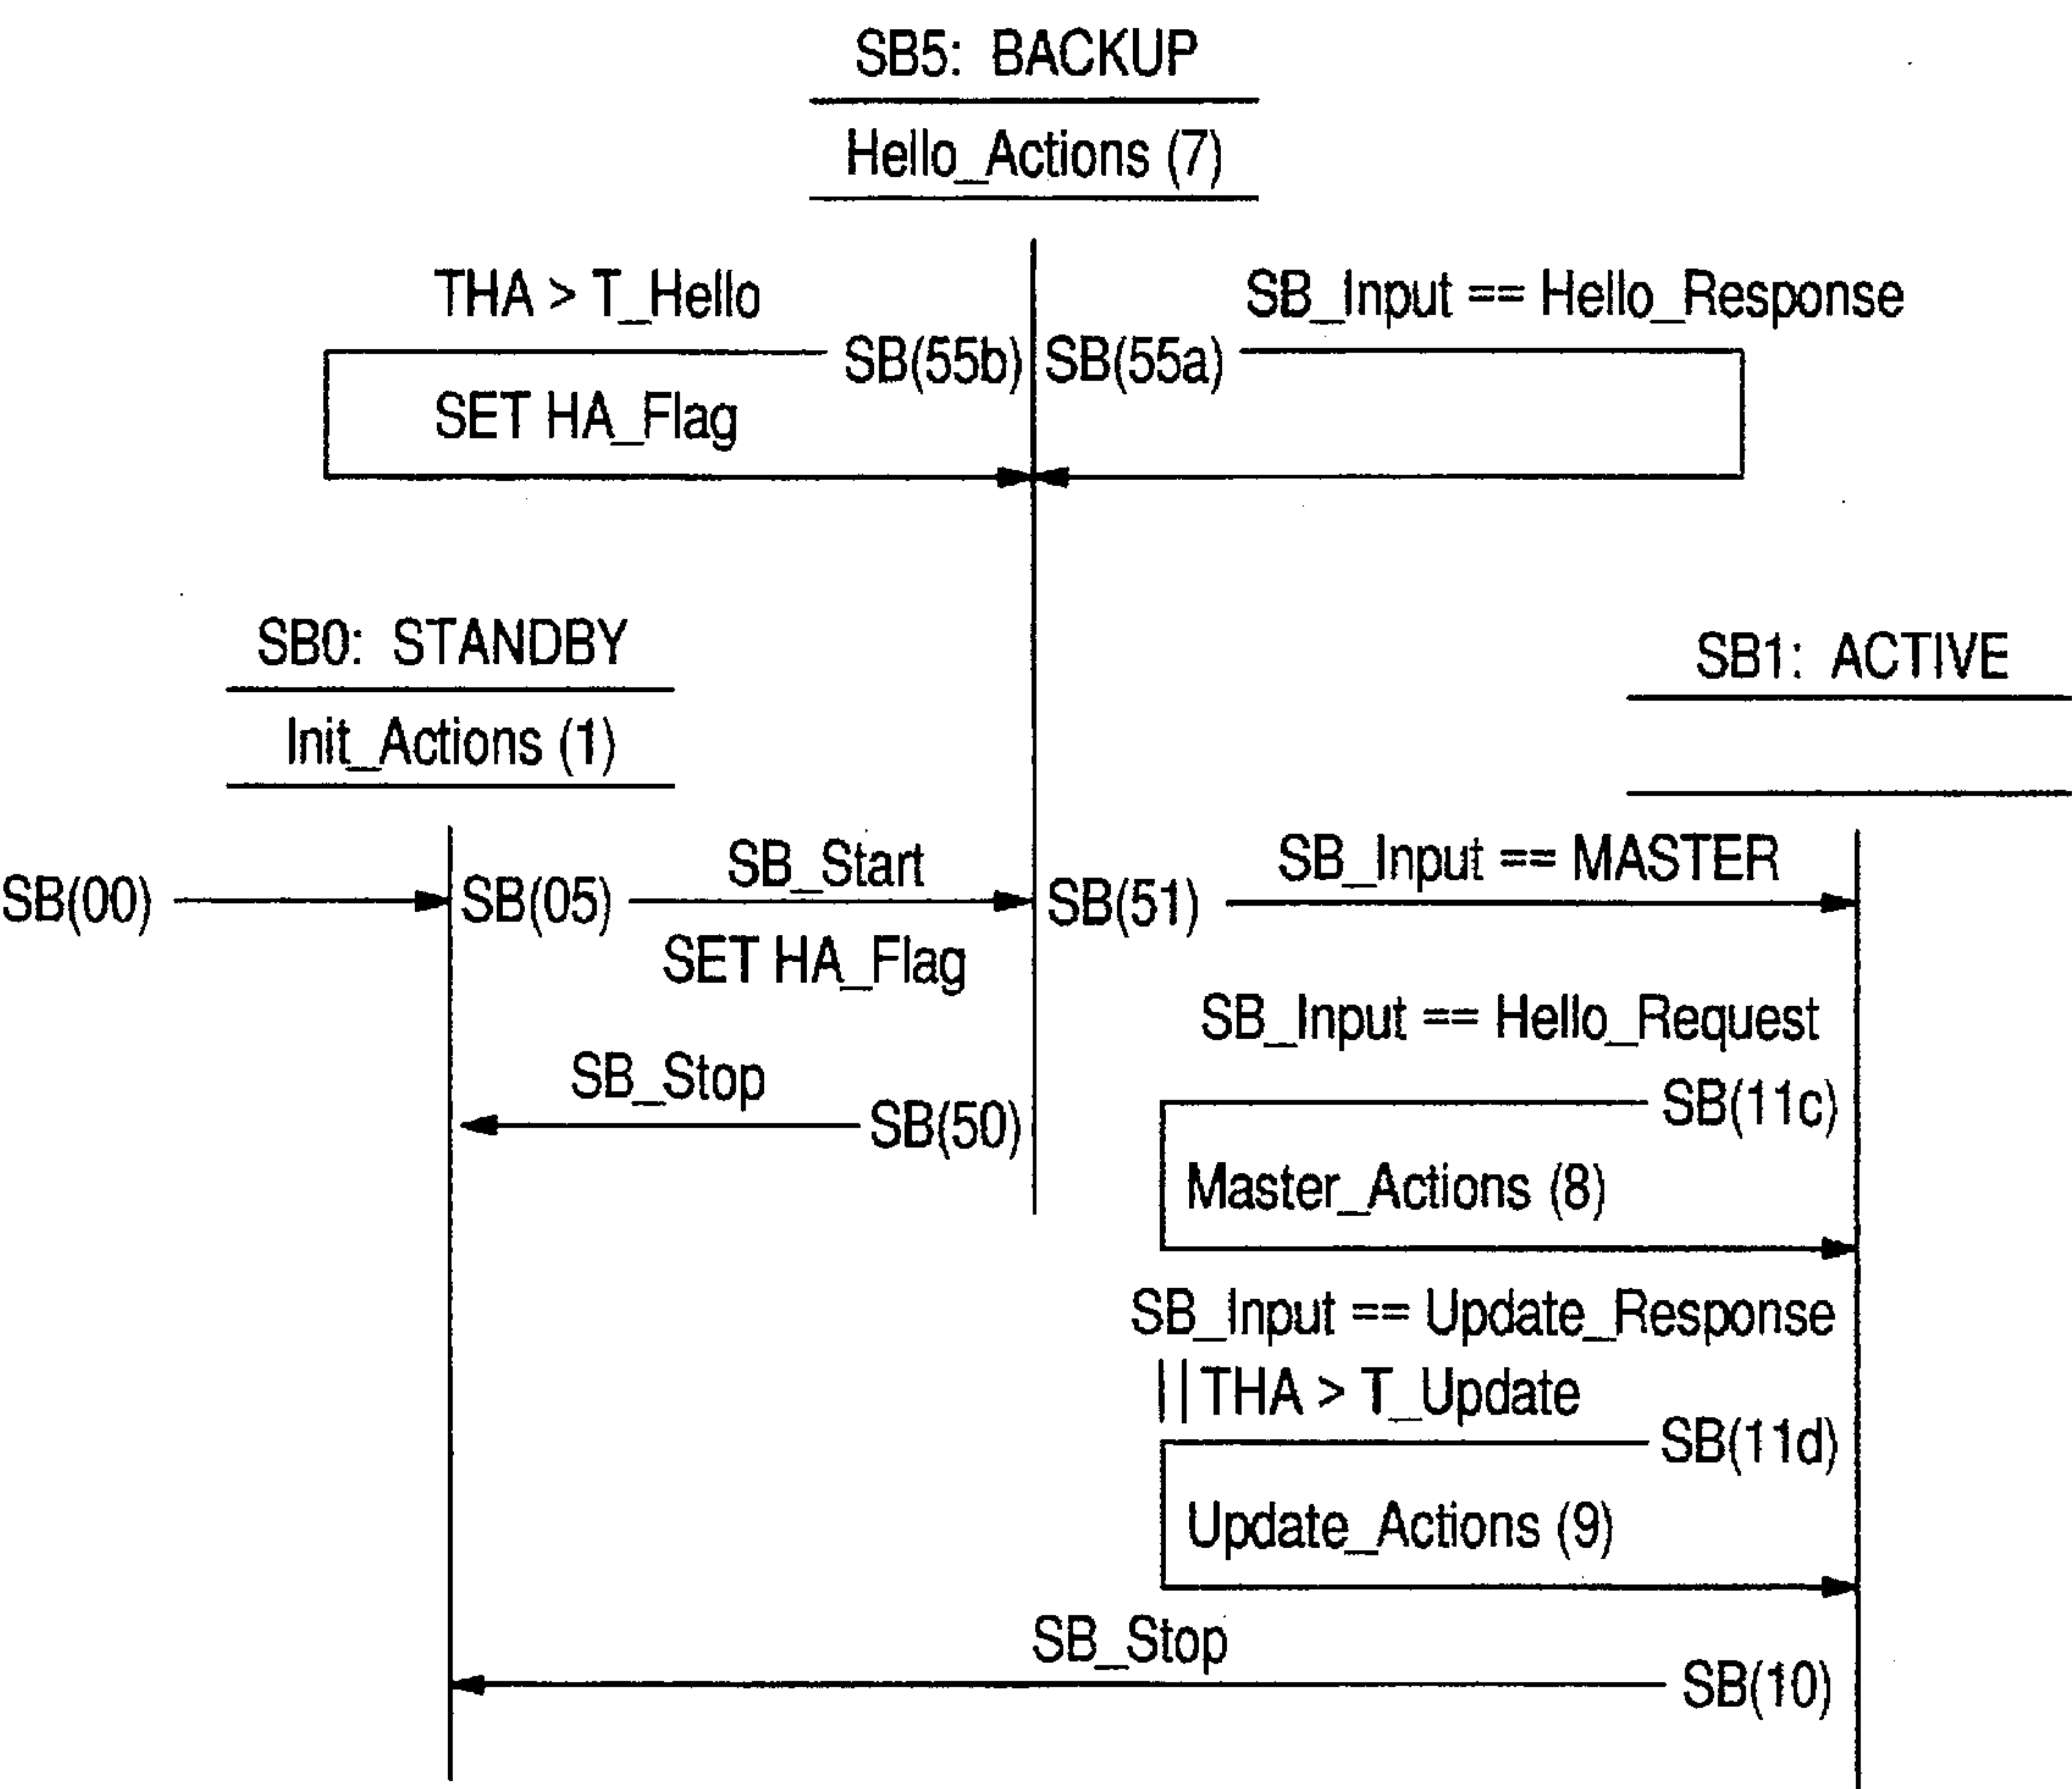 SB5: BACKUP
Hello_Actions (7)
THA > T_Hello
SB_Input == Hello_Response
SB(55b)
SB(55a)
SET HA_Flag
SB0: STANDBY
SB1: ACTIVE
Init_Actions (1)
SB_Start
SB_Input == MASTER
SB(00)
SB(05)
SB(51)
SET HA_Flag
SB_Input == Hello_Request
SB_Stop
SB(11c)
SB(50)
Master_Actions (8)
SB_Input == Update_Response
||THA > T_Update
SB(11d)
Update_Actions (9)
SB_Stop
SB(10)